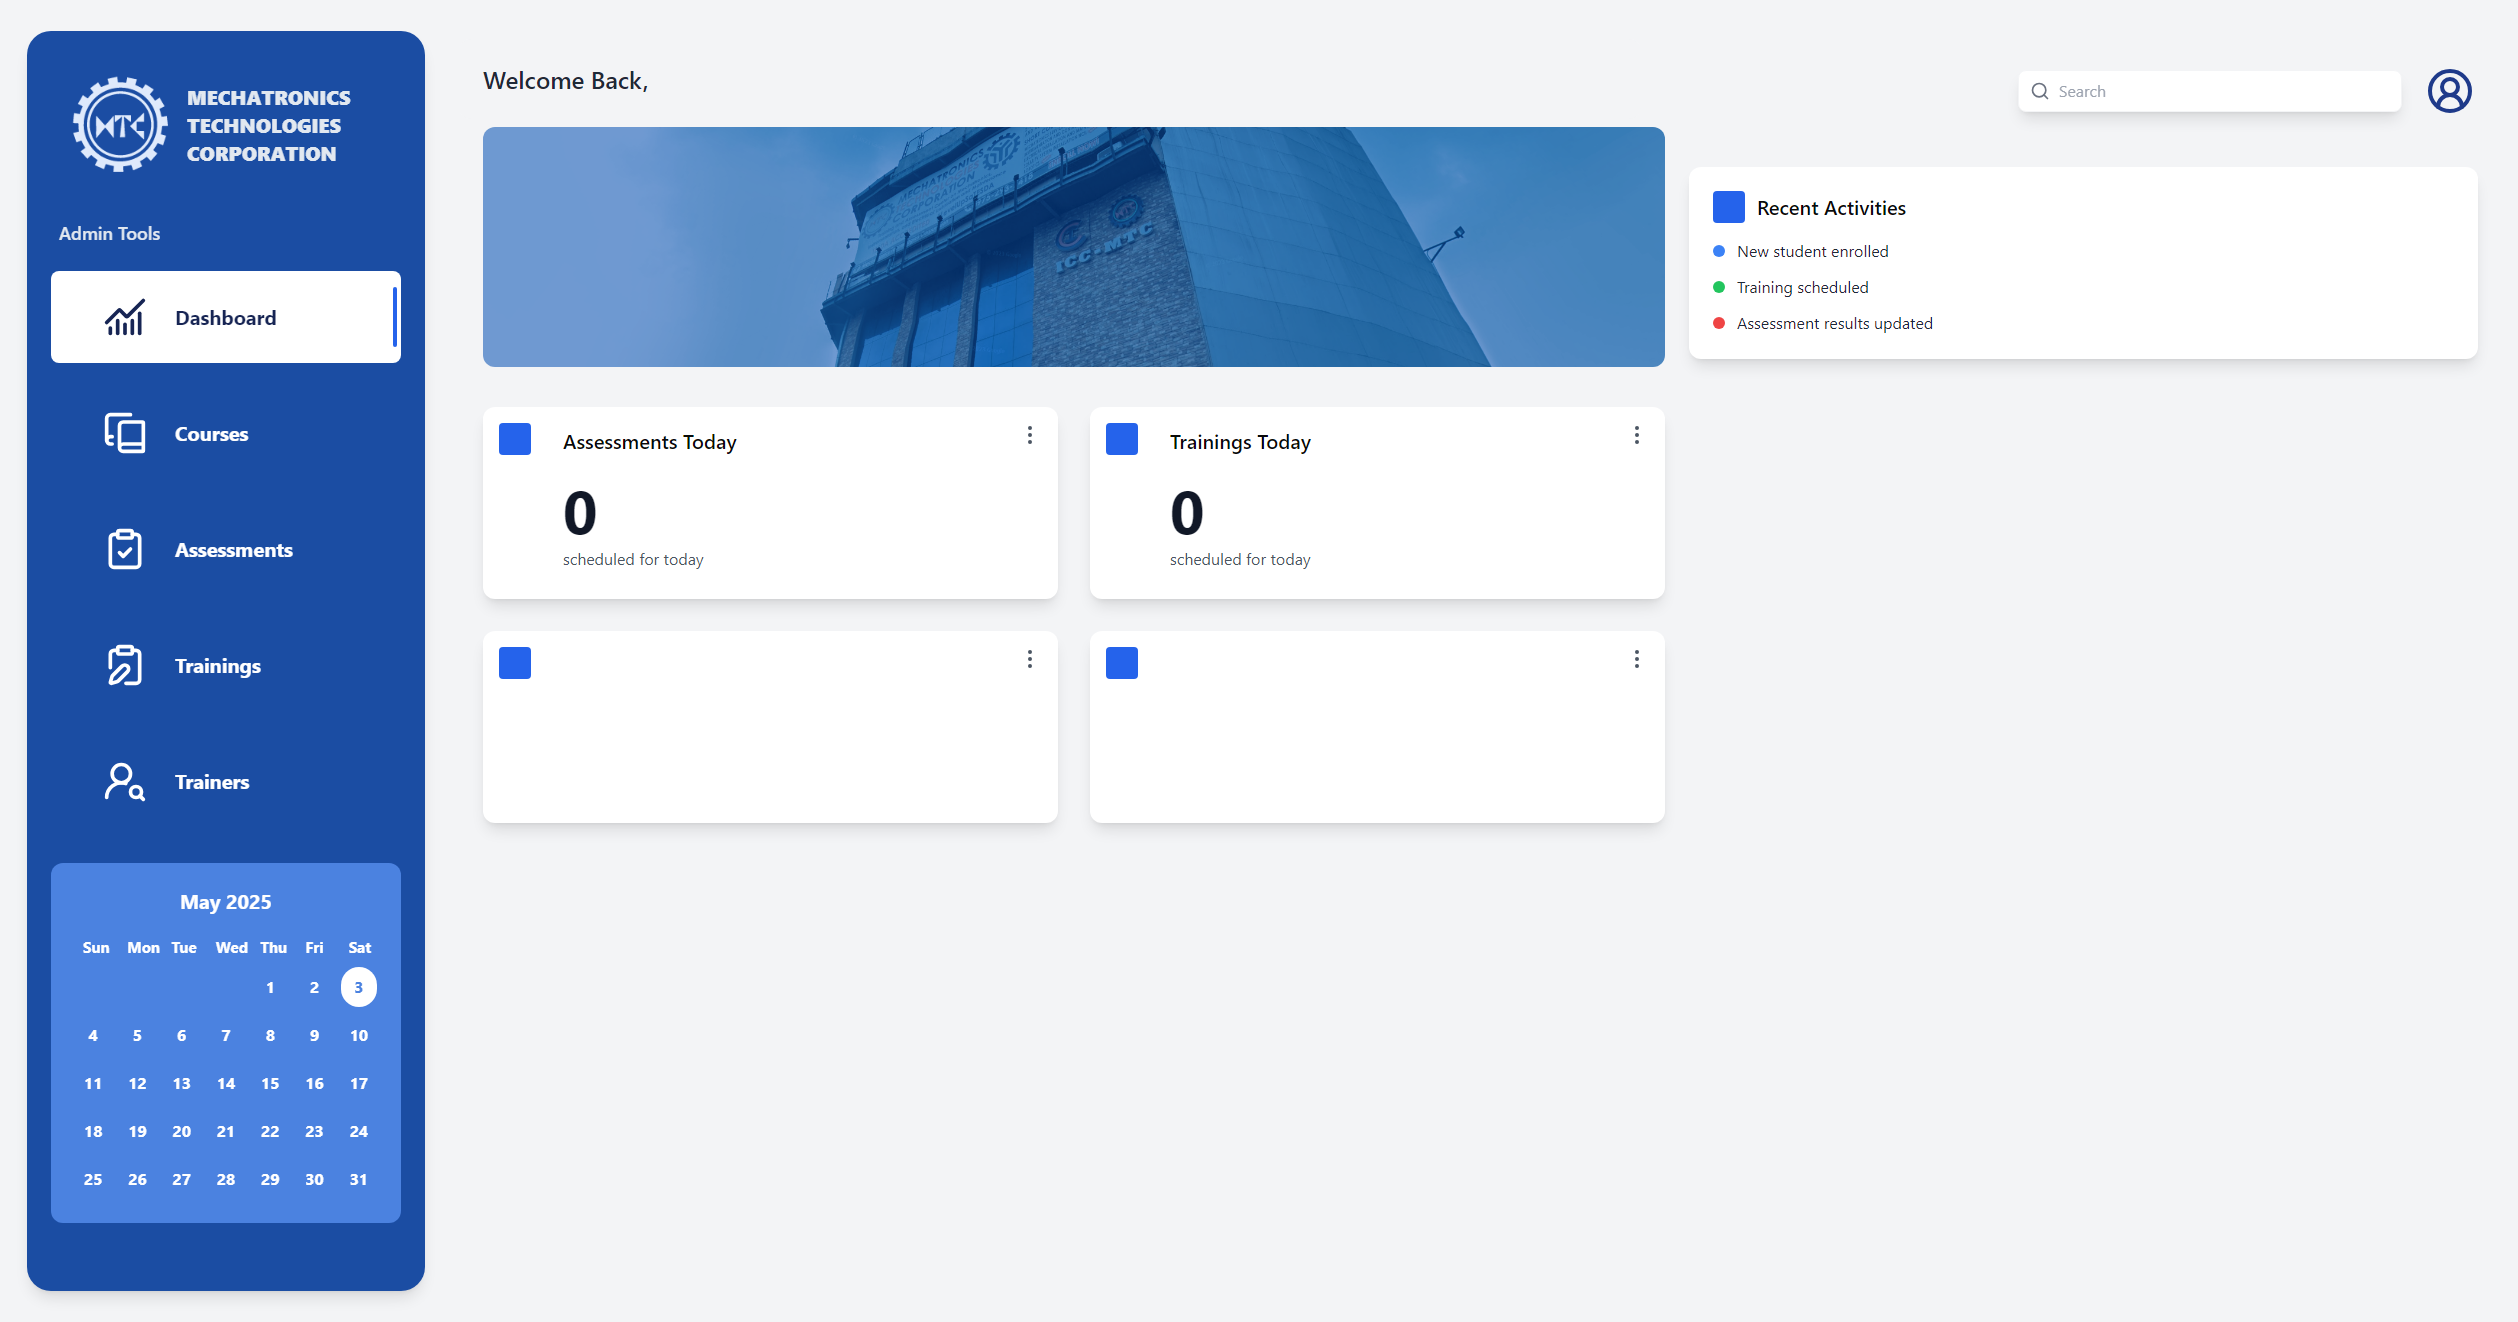 MTC
MECHATRONICS
TECHNOLOGIES
CORPORATION
Admin Tools
Dashboard
Courses
Assessments
Trainings
Trainers
May 2025
Sun Mon Tue Wed Thu Fri Sat
1 2 3
4 5 6 7 8 9 10
11 12 13 14 15 16 17
18 19 20 21 22 23 24
25 26 27 28 29 30 31
Welcome Back,
Search
MECHATRONICS
CORPORATION
ICC-MTC
Recent Activities
New student enrolled
Training scheduled
Assessment results updated
Assessments Today
0
scheduled for today
Trainings Today
0
scheduled for today